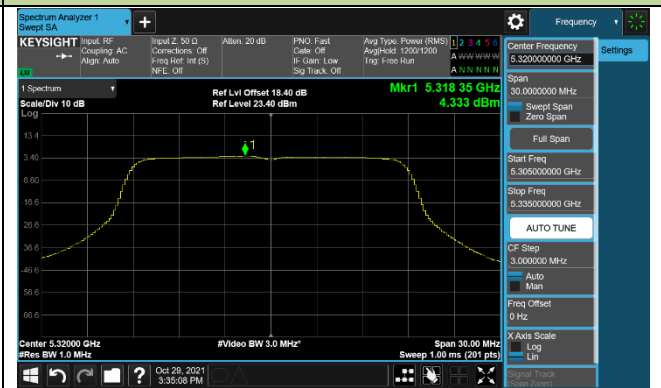 Spectrum Analyzer 1
Swept SA
+
Frequency
KEYSIGHT
Input: RF
Coupling: AC
Align: Auto
Input Z: 50 Ω
Corrections: Off
Freq Ref: Int (S)
NFE: Off
Atten: 20 dB
PNO: Fast
Gate: Off
IF Gain: Low
Sig Track: Off
Avg Type: Power (RMS)
Avg|Hold: 1200/1200
Trig: Free Run
1 2 3 4 5 6
A W W W W W
A N N N N N
LW
1 Spectrum
Scale/Div 10 dB
Log
Ref Lvl Offset 18.40 dB
Ref Level 23.40 dBm
Mkr1 5.318 35 GHz
4.333 dBm
1
13.4
3.40
-6.60
-16.6
-26.6
-36.6
-46.6
-56.6
-66.6
Center 5.32000 GHz
#Res BW 1.0 MHz
#Video BW 3.0 MHz*
Span 30.00 MHz
Sweep 1.00 ms (201 pts)
Center Frequency
5.32000000 GHz
Settings
Span
30.0000000 MHz
Swept Span
Zero Span
Full Span
Start Freq
5.305000000 GHz
Stop Freq
5.335000000 GHz
AUTO TUNE
CF Step
3.000000 MHz
Auto
Man
Freq Offset
0 Hz
X Axis Scale
Log
Lin
Signal Track
(Span Zoom)
?
Oct 29, 2021
3:35:08 PM